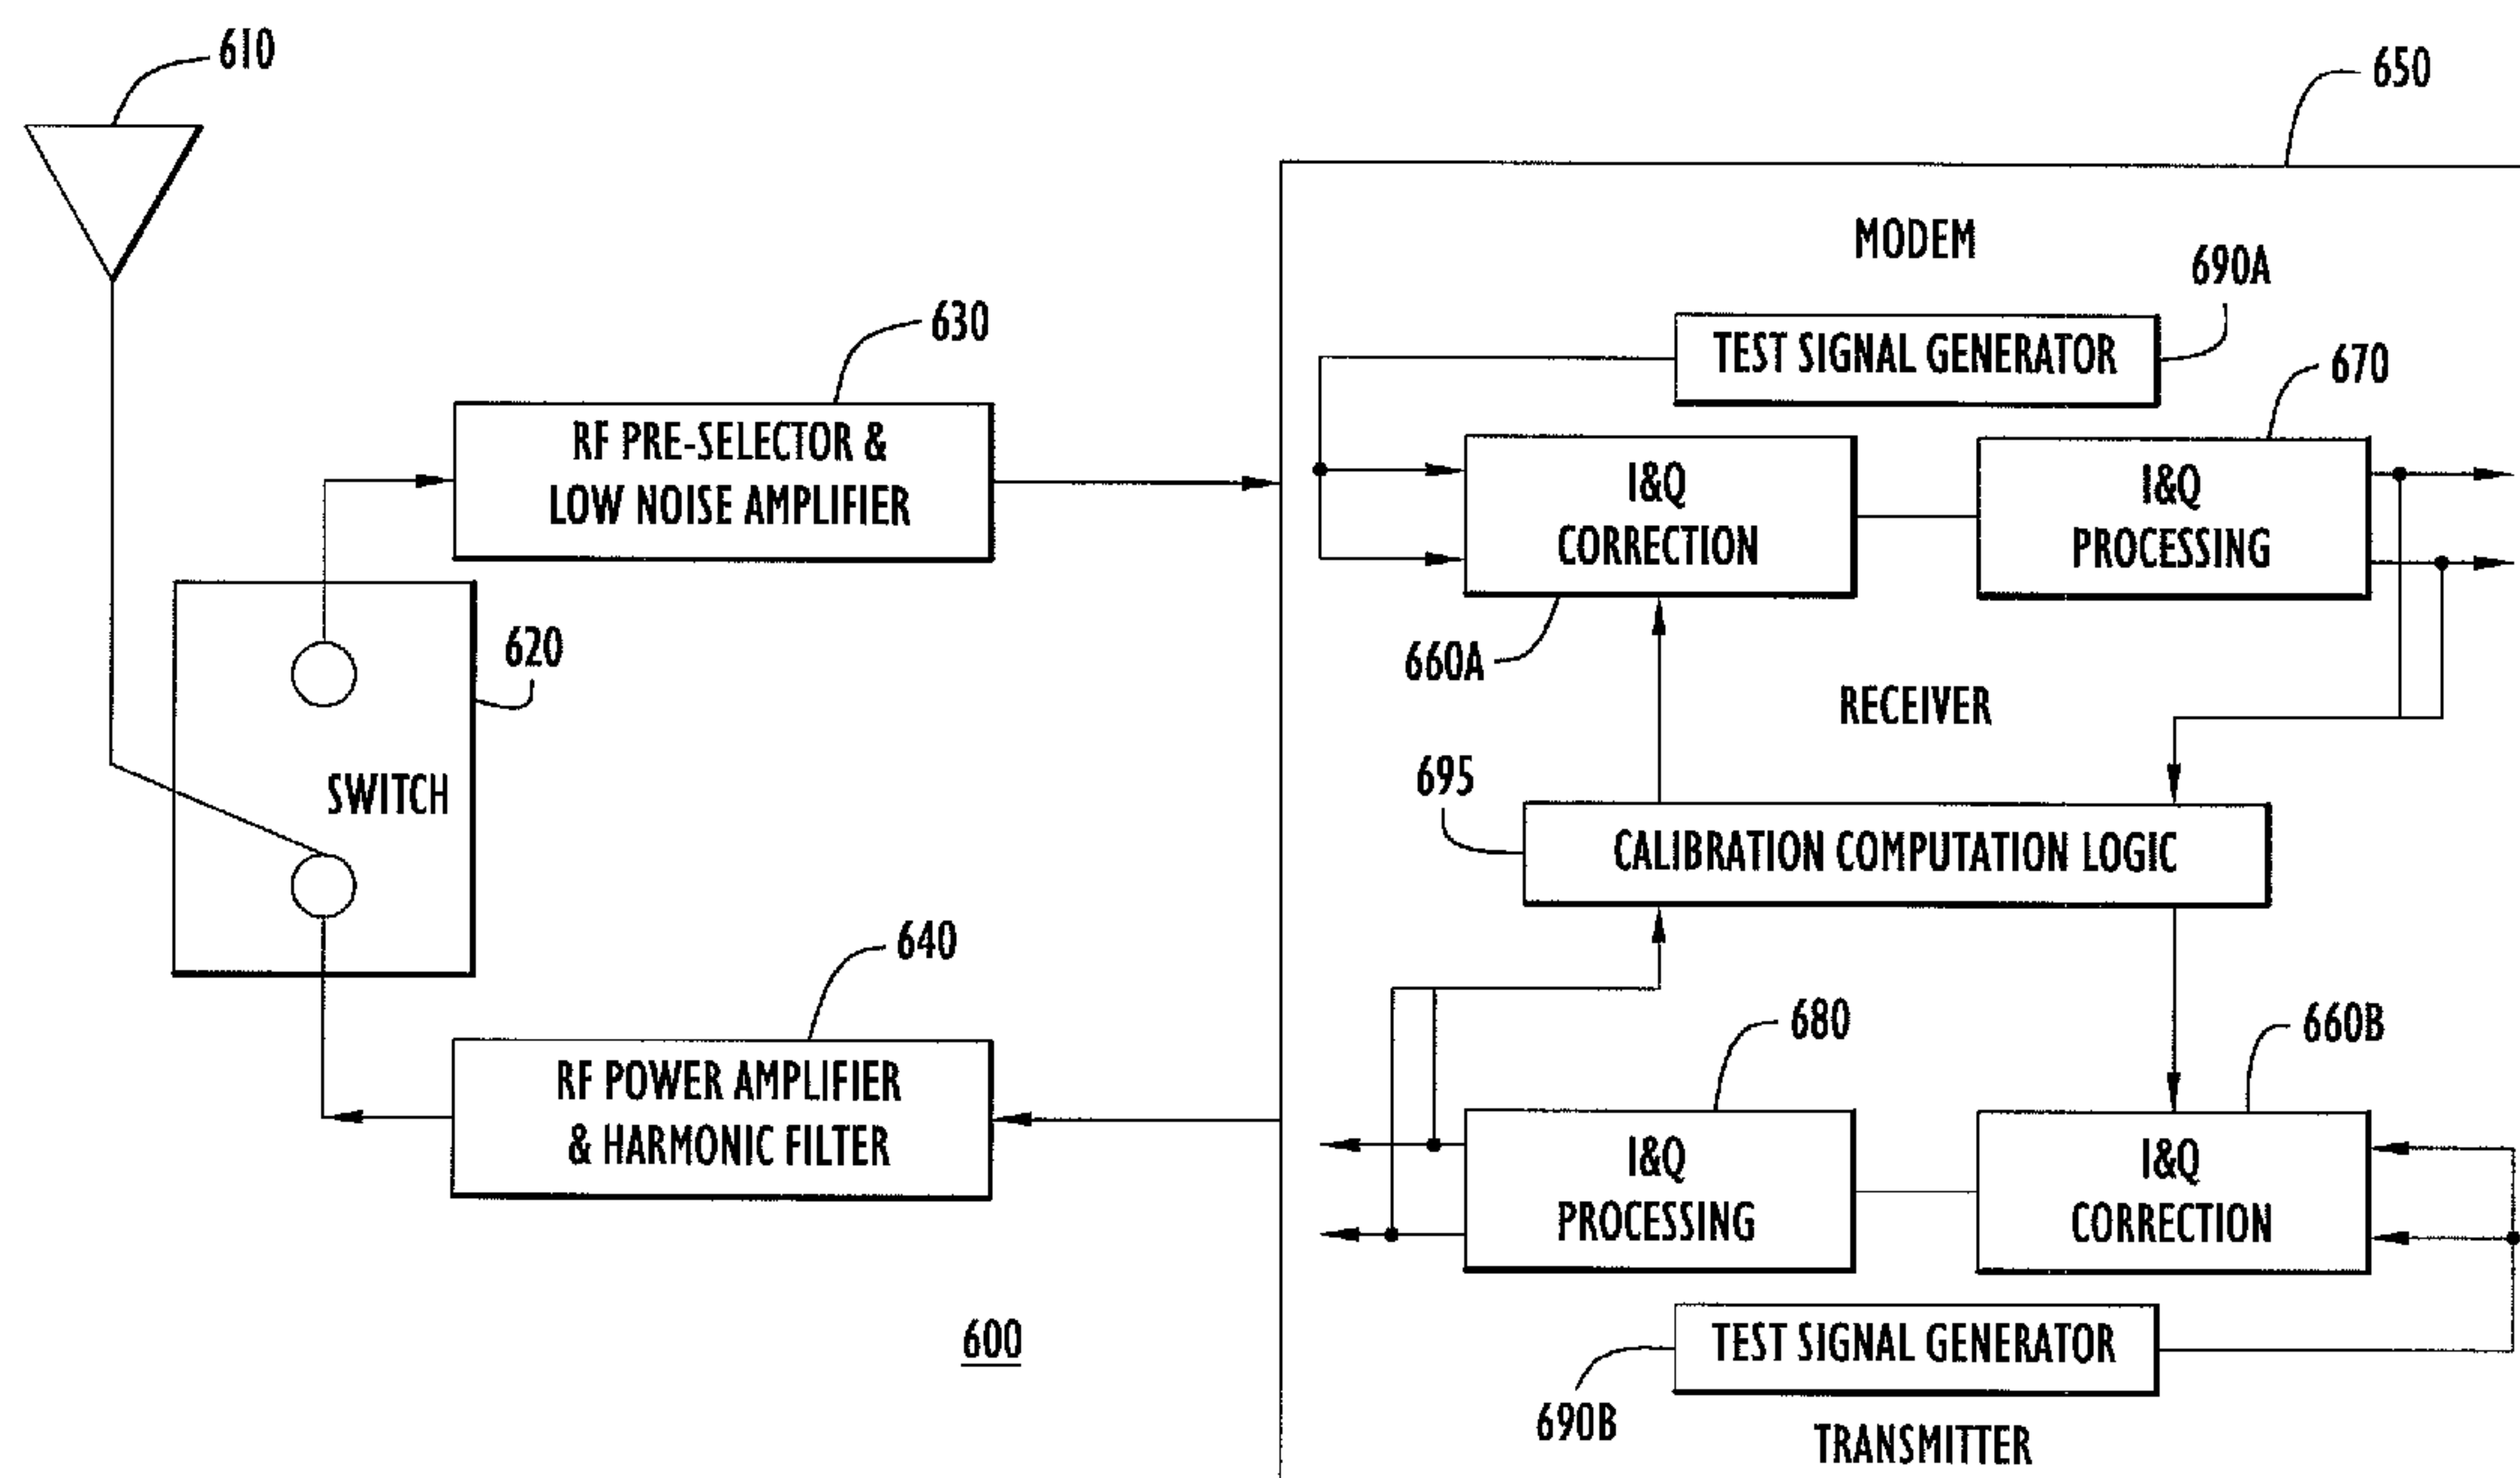 610
650
MODEM
690A
630
TEST SIGNAL GENERATOR
670
RF PRE-SELECTOR &
LOW NOISE AMPLIFIER
I&Q
CORRECTION
I&Q
PROCESSING
620
660A
RECEIVER
SWITCH
695
CALIBRATION COMPUTATION LOGIC
640
680
660B
RF POWER AMPLIFIER
& HARMONIC FILTER
I&Q
PROCESSING
I&Q
CORRECTION
600
TEST SIGNAL GENERATOR
690B
TRANSMITTER